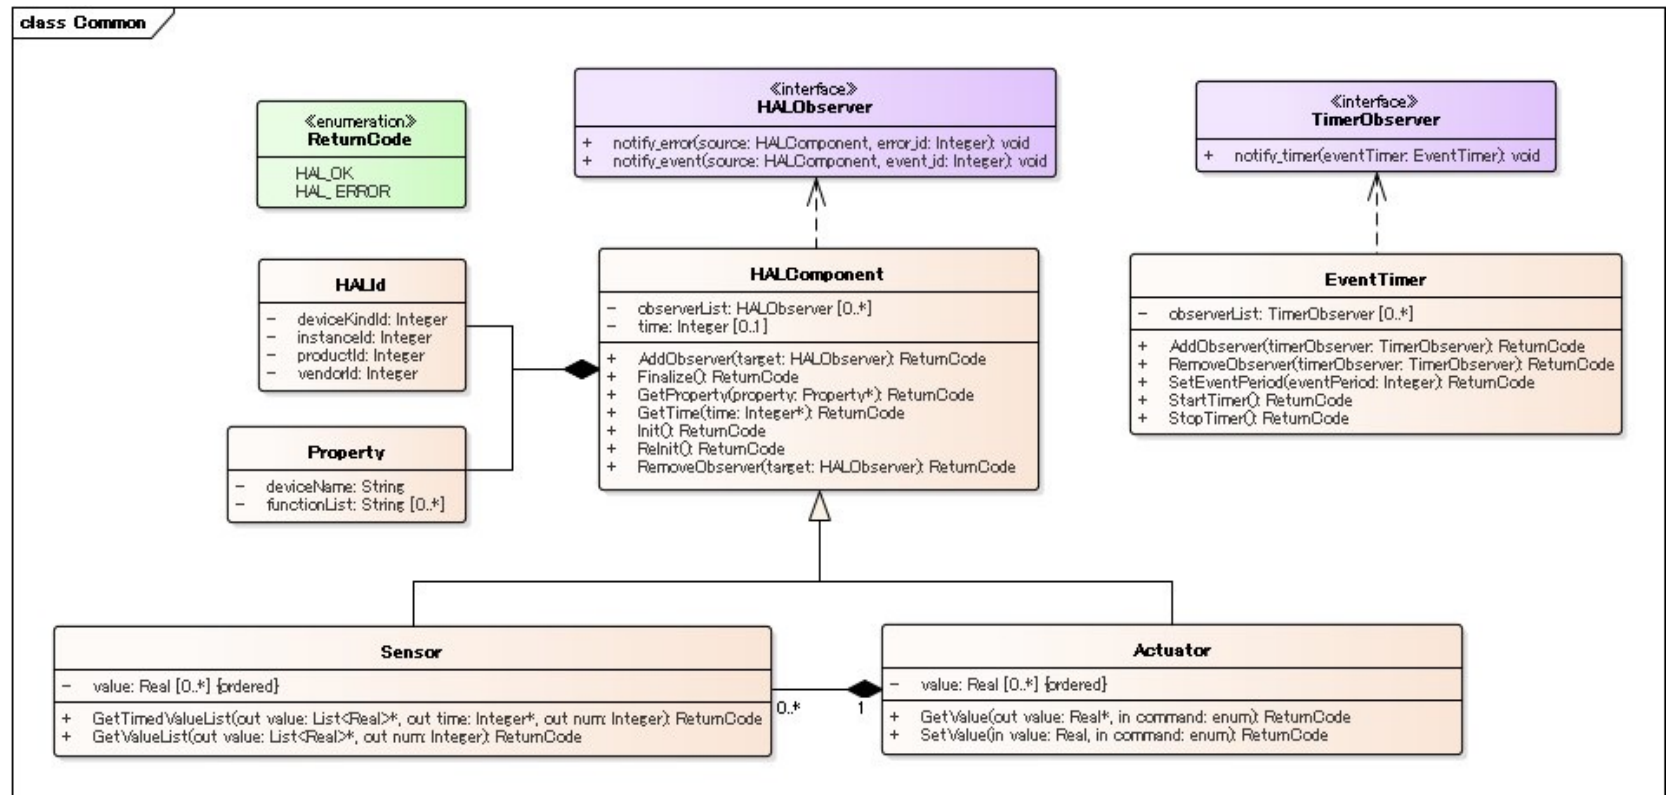 class Common
«enumeration»
ReturnCode
HAL_OK
HAL_ERROR
«interface»
HALObserver
+ notify_error(source: HALComponent, error_id: Integer): void
+ notify_event(source: HALComponent, event_id: Integer): void
«interface»
TimerObserver
+ notify_timer(eventTimer: EventTimer): void
HALId
- deviceKindId: Integer
- instanceId: Integer
- productId: Integer
- vendorId: Integer
Property
- deviceName: String
- functionList: String [0..*]
HALComponent
- observerList: HALObserver [0..*]
- time: Integer [0..1]
+ AddObserver(target: HALObserver): ReturnCode
+ Finalize(): ReturnCode
+ GetProperty(property: Property*): ReturnCode
+ GetTime(time: Integer*): ReturnCode
+ Init(): ReturnCode
+ ReInit(): ReturnCode
+ RemoveObserver(target: HALObserver): ReturnCode
EventTimer
- observerList: TimerObserver [0..*]
+ AddObserver(timerObserver: TimerObserver): ReturnCode
+ RemoveObserver(timerObserver: TimerObserver): ReturnCode
+ SetEventPeriod(eventPeriod: Integer): ReturnCode
+ StartTimer(): ReturnCode
+ StopTimer(): ReturnCode
Sensor
- value: Real [0..*] {ordered}
+ GetTimedValueList(out value: List<Real>*, out time: Integer*, out num: Integer): ReturnCode
+ GetValueList(out value: List<Real>*, out num: Integer): ReturnCode
0..*
1
Actuator
- value: Real [0..*] {ordered}
+ GetValue(out value: Real*, in command: enum): ReturnCode
+ SetValue(in value: Real, in command: enum): ReturnCode